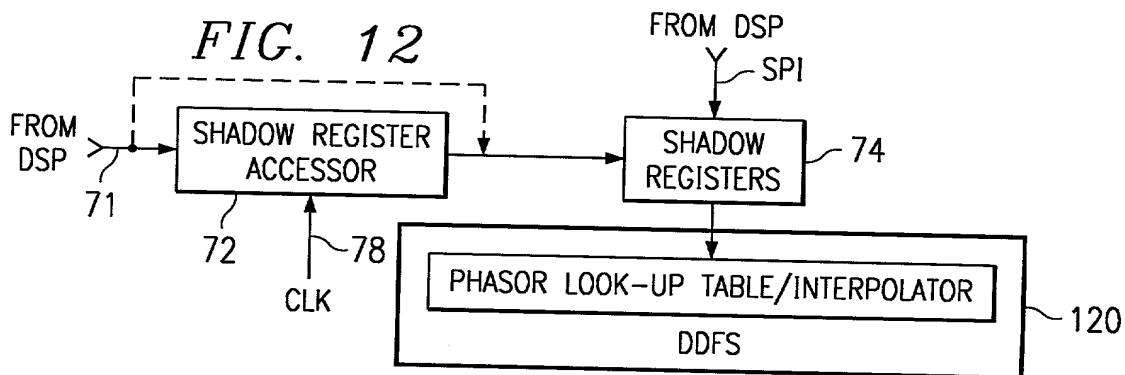 FIG. 12
FROM DSP
SPI
FROM
DSP
71
SHADOW REGISTER
ACCESSOR
72
78
CLK
SHADOW
REGISTERS
74
PHASOR LOOK-UP TABLE/INTERPOLATOR
DDFS
120